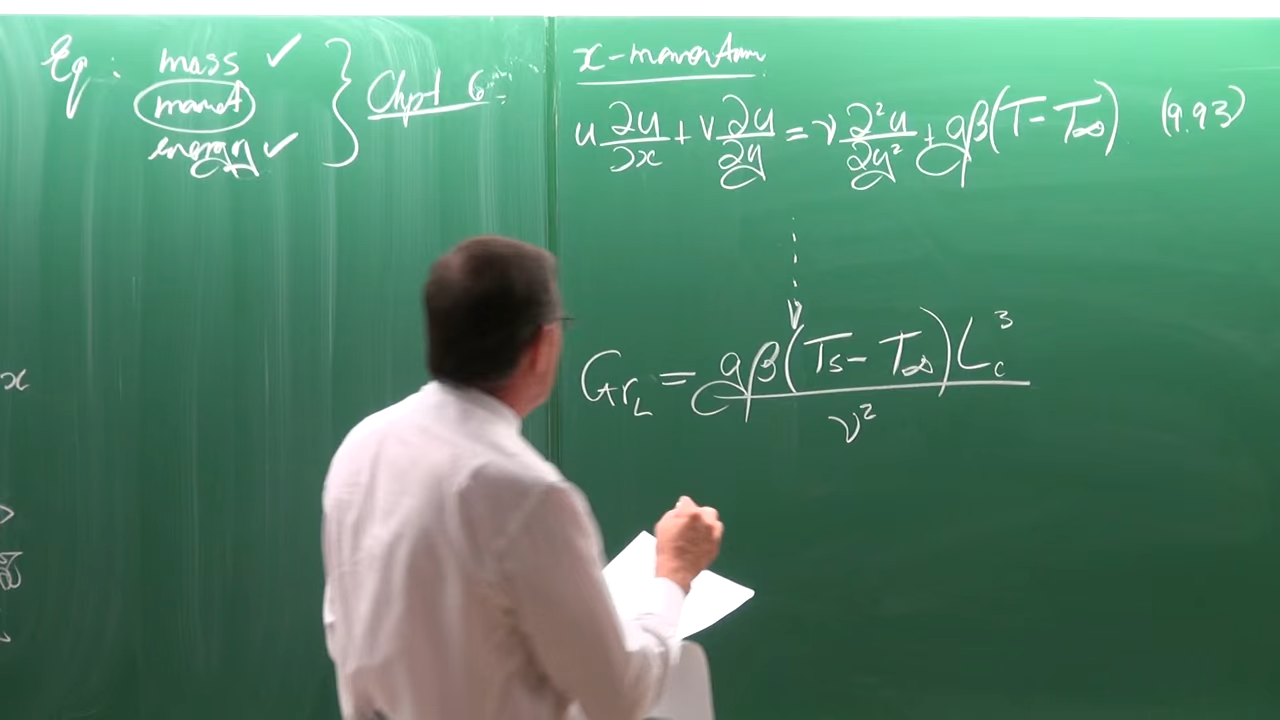 Eq : mass ✓
moment
energy ✓
} Chpt 6
x-momentum
u ∂u/∂x + v ∂u/∂y = ν ∂²u/∂y² + gβ(T - T∞) (9.93)
Gr_L = gβ(Ts - T∞)L_c³ / ν²
x